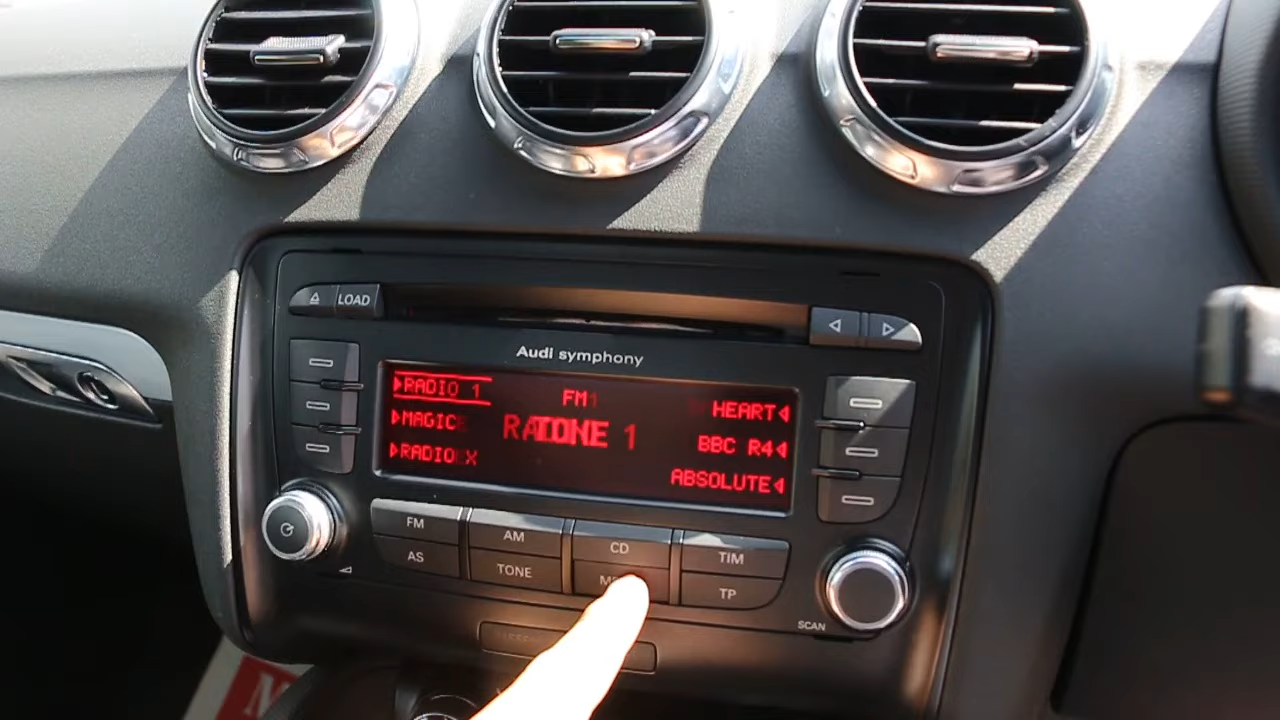 LOAD
Audi symphony
RADIO 1
FM
HEART
MAGIC
BBC R4
RADIO X
ABSOLUTE
FM
AM
CD
TIM
AS
TONE
TP
SCAN